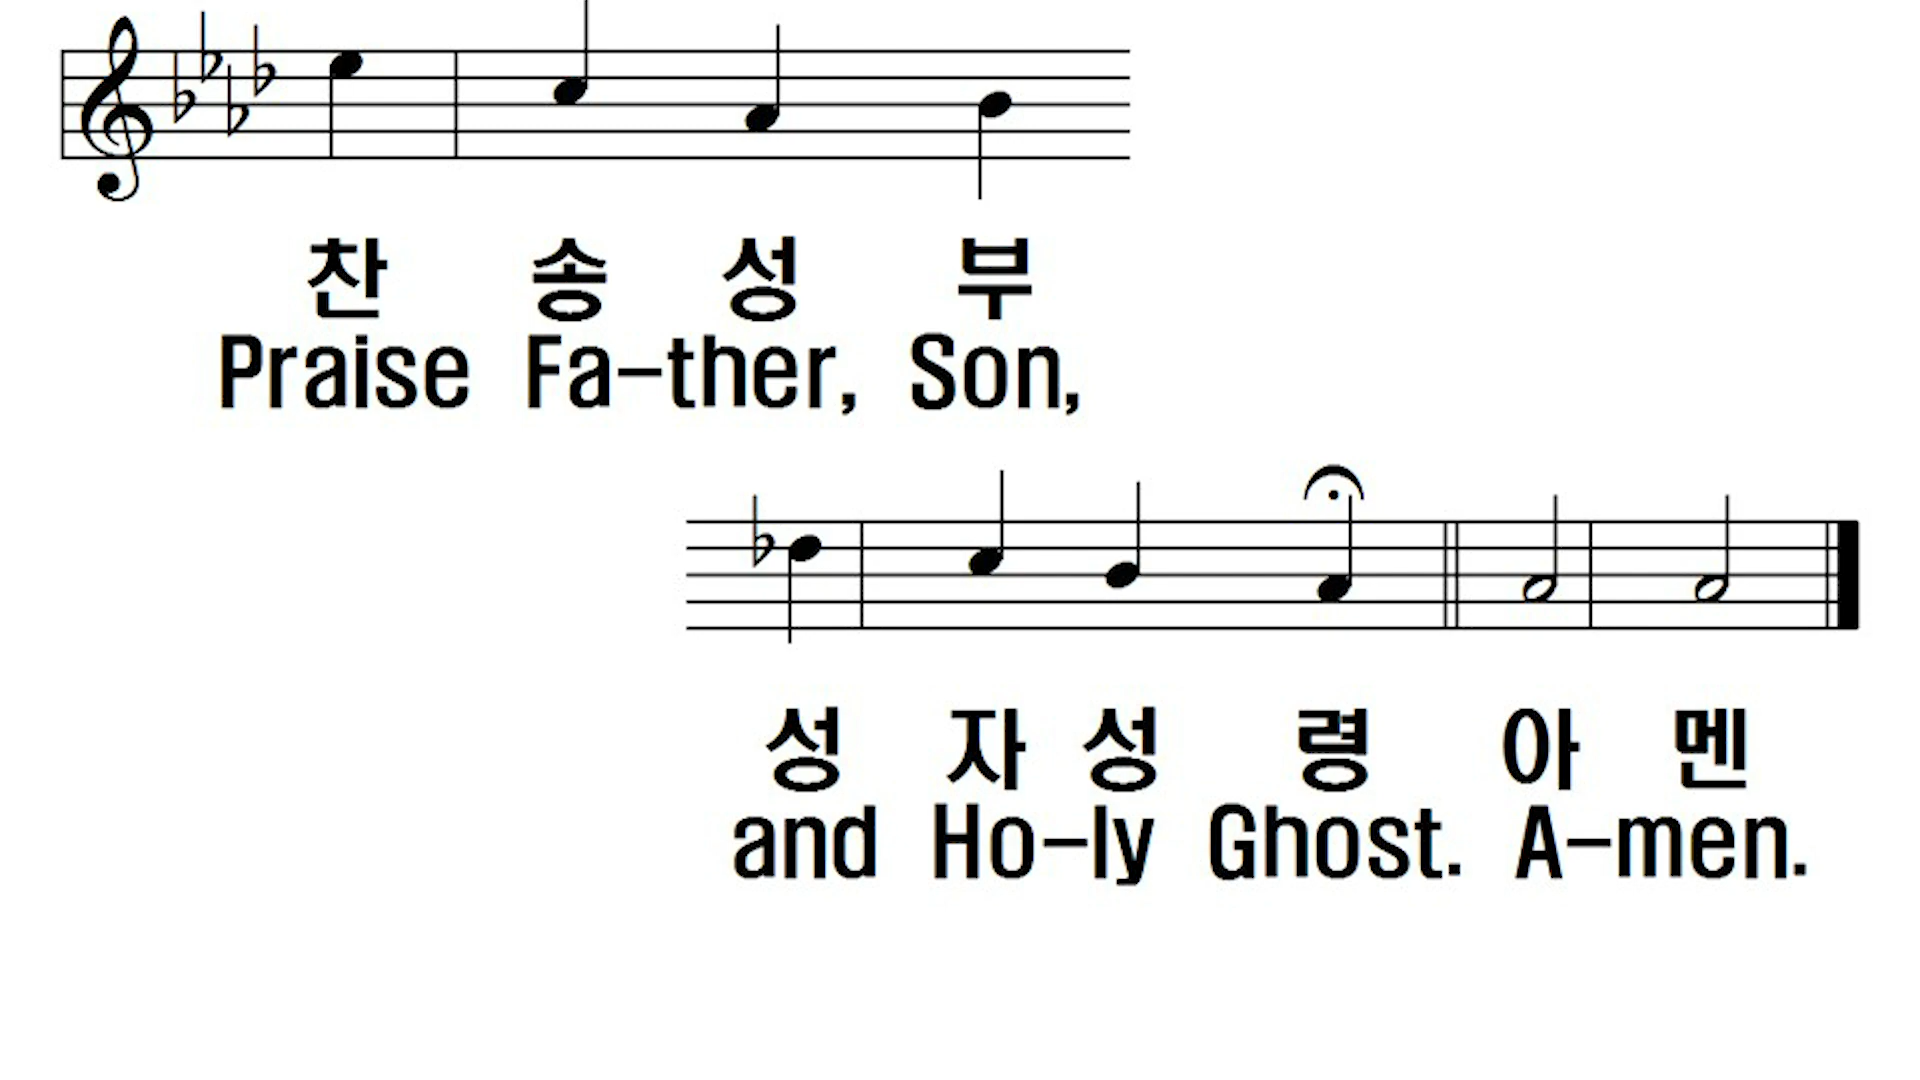 찬 송 성 부
Praise Fa-ther, Son,
성 자 성 령 아 멘
and Ho-ly Ghost. A-men.